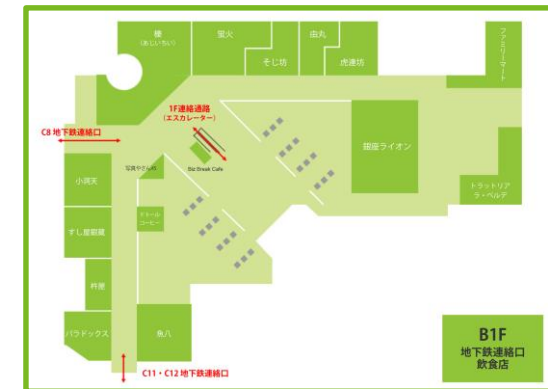 櫻
(あじいちい)
蛍火
そじ坊
由丸
虎連坊
ファミリーマート
1F連絡通路
(エスカレーター)
C8 地下鉄連絡口
銀座ライオン
小洞天
写真やさん45
Biz Break Cafe
すし屋銀蔵
ドトール
コーヒー
トラットリア
ラ・ベルデ
杵屋
パラドックス
魚八
C11・C12 地下鉄連絡口
B1F
地下鉄連絡口
飲食店